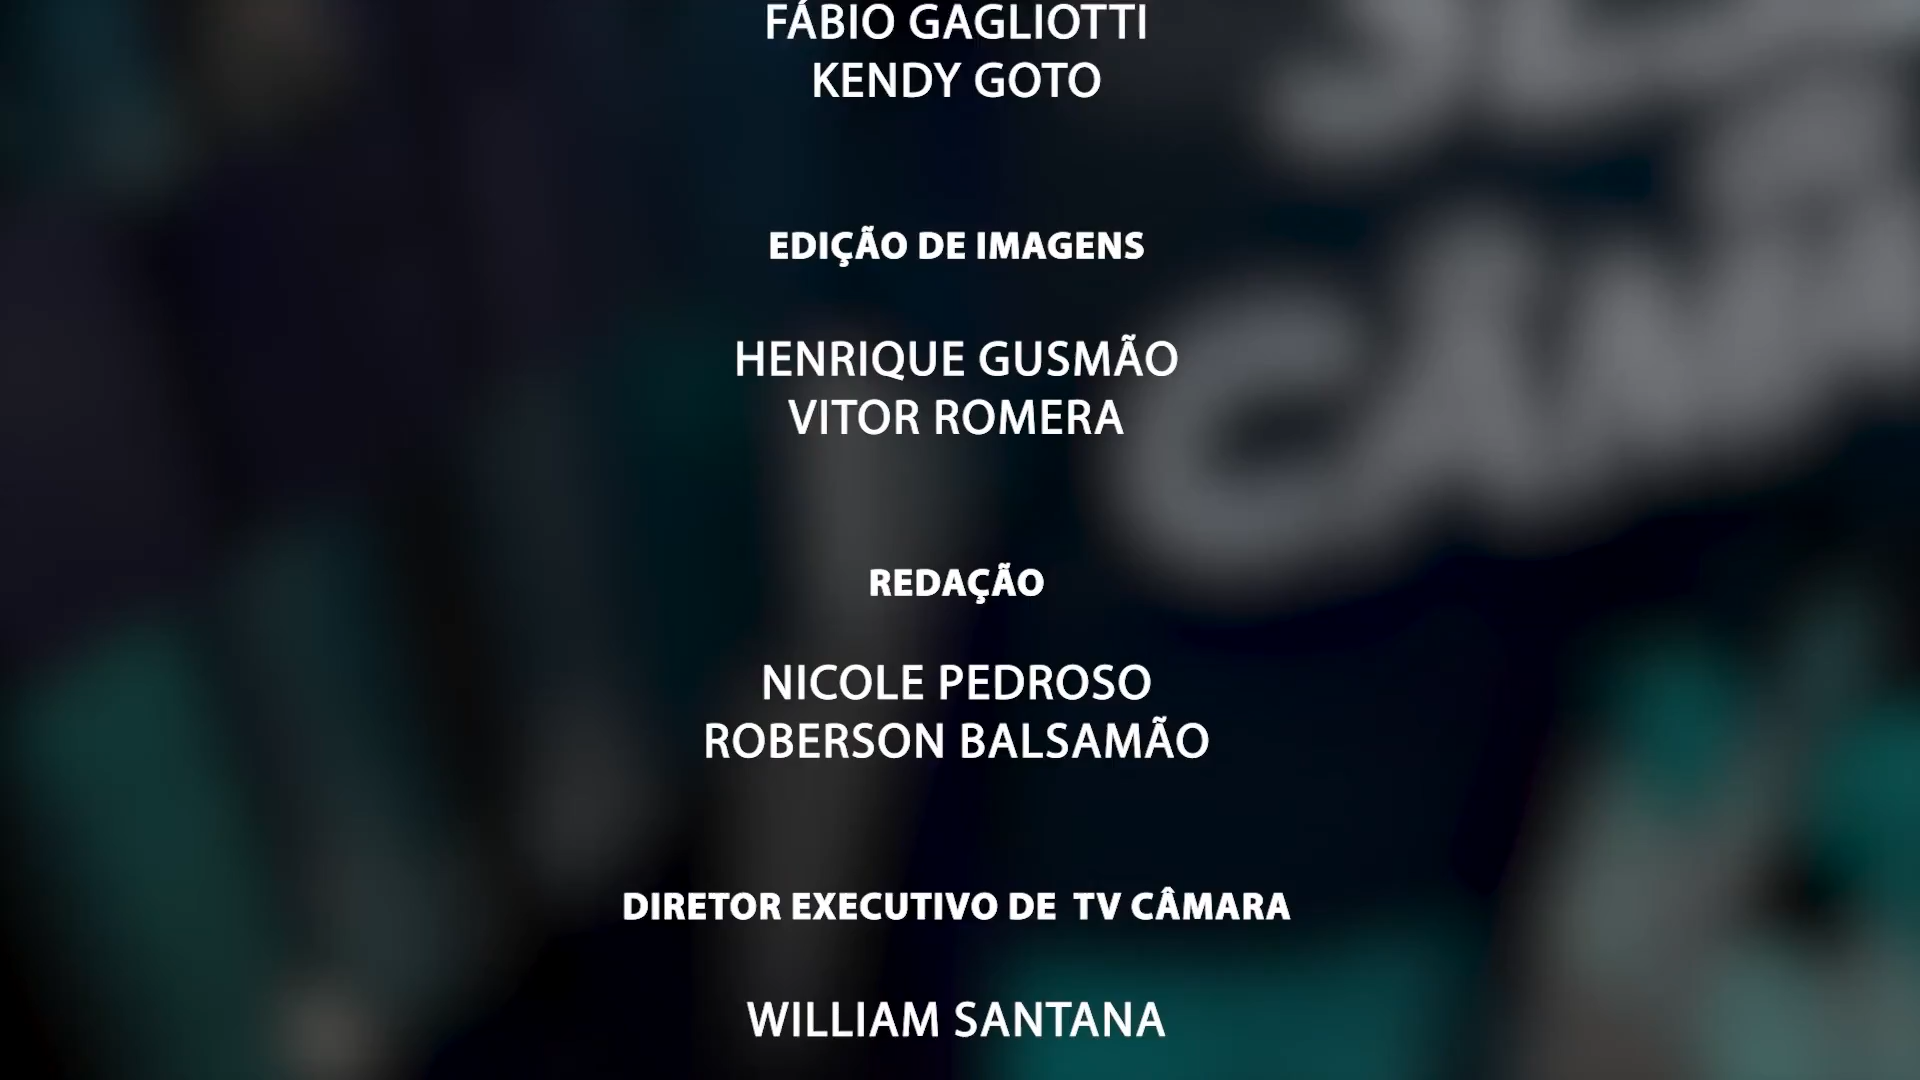 FÁBIO GAGLIOTTI
KENDY GOTO
EDIÇÃO DE IMAGENS
HENRIQUE GUSMÃO
VITOR ROMERA
REDAÇÃO
NICOLE PEDROSO
ROBERSON BALSAMÃO
DIRETOR EXECUTIVO DE  TV CÂMARA
WILLIAM SANTANA